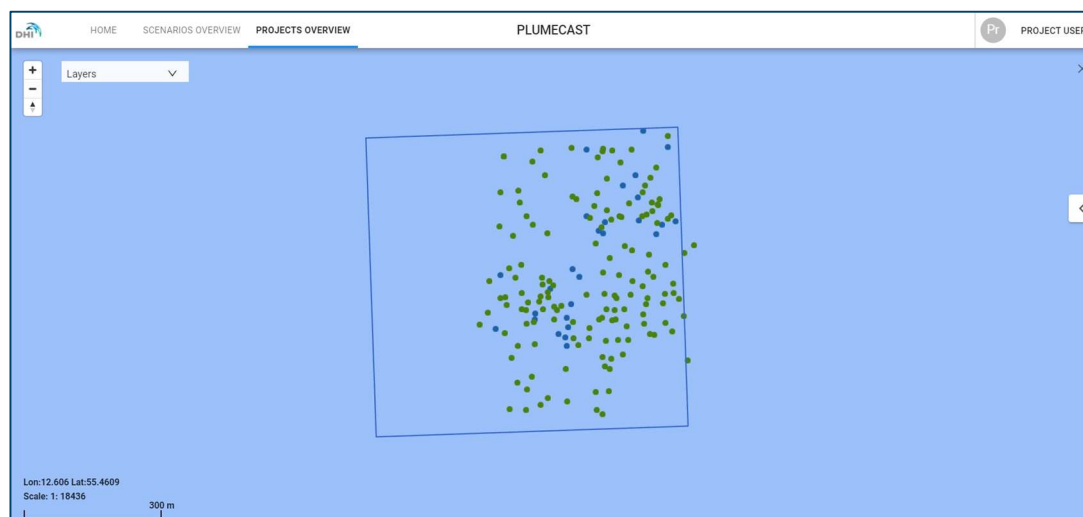 DHI
HOME SCENARIOS OVERVIEW PROJECTS OVERVIEW PLUMECAST Pr PROJECT USER
+
Layers
−
Lon:12.606 Lat:55.4609
Scale: 1: 18436
300 m